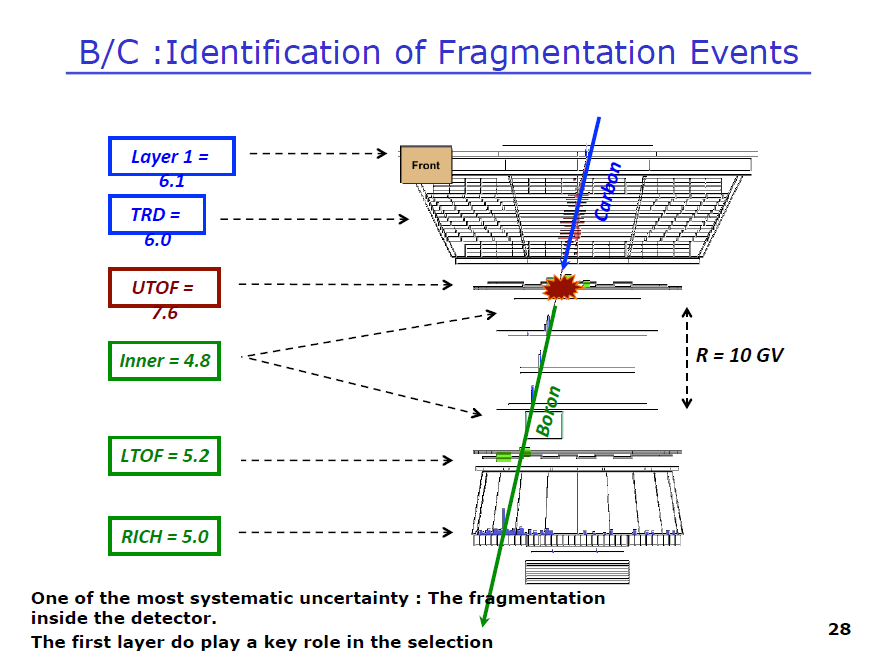 B/C :Identification of Fragmentation Events
Layer 1 =
6.1
Front
Carbon
TRD =
6.0
UTOF =
7.6
Inner = 4.8
R = 10 GV
Boron
LTOF = 5.2
RICH = 5.0
One of the most systematic uncertainty : The fragmentation
inside the detector.
The first layer do play a key role in the selection
28